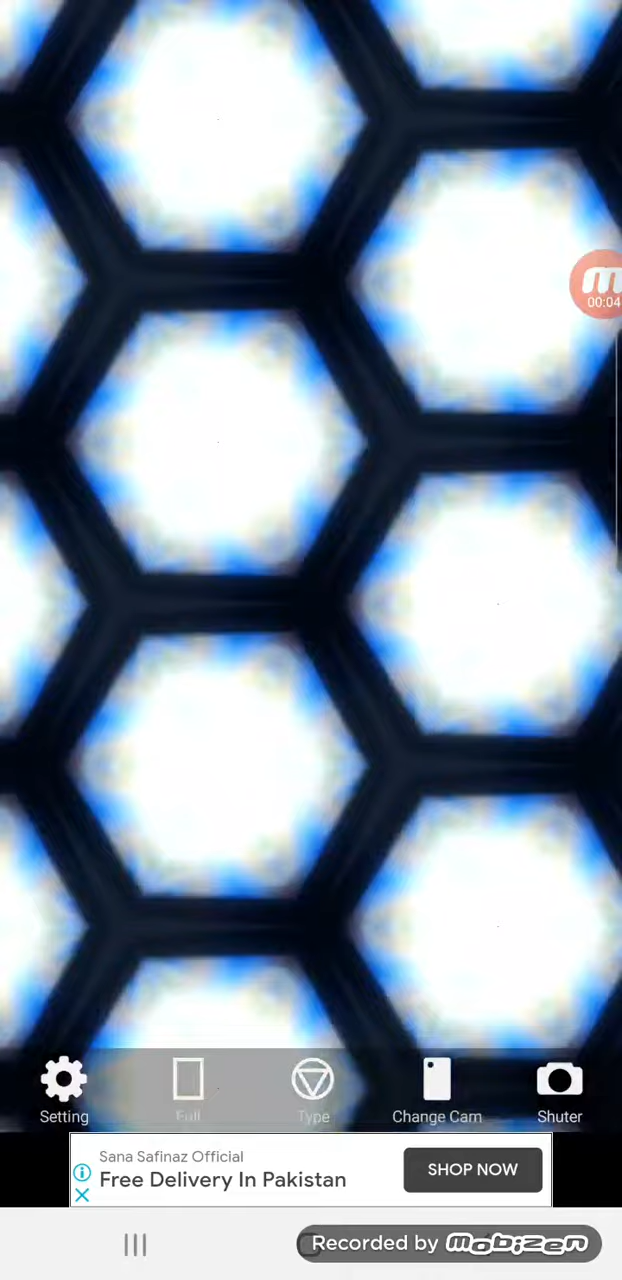 00:04
Setting
Full
Type
Change Cam
Shuter
Sana Safinaz Official
Free Delivery In Pakistan
SHOP NOW
Recorded by mobizen